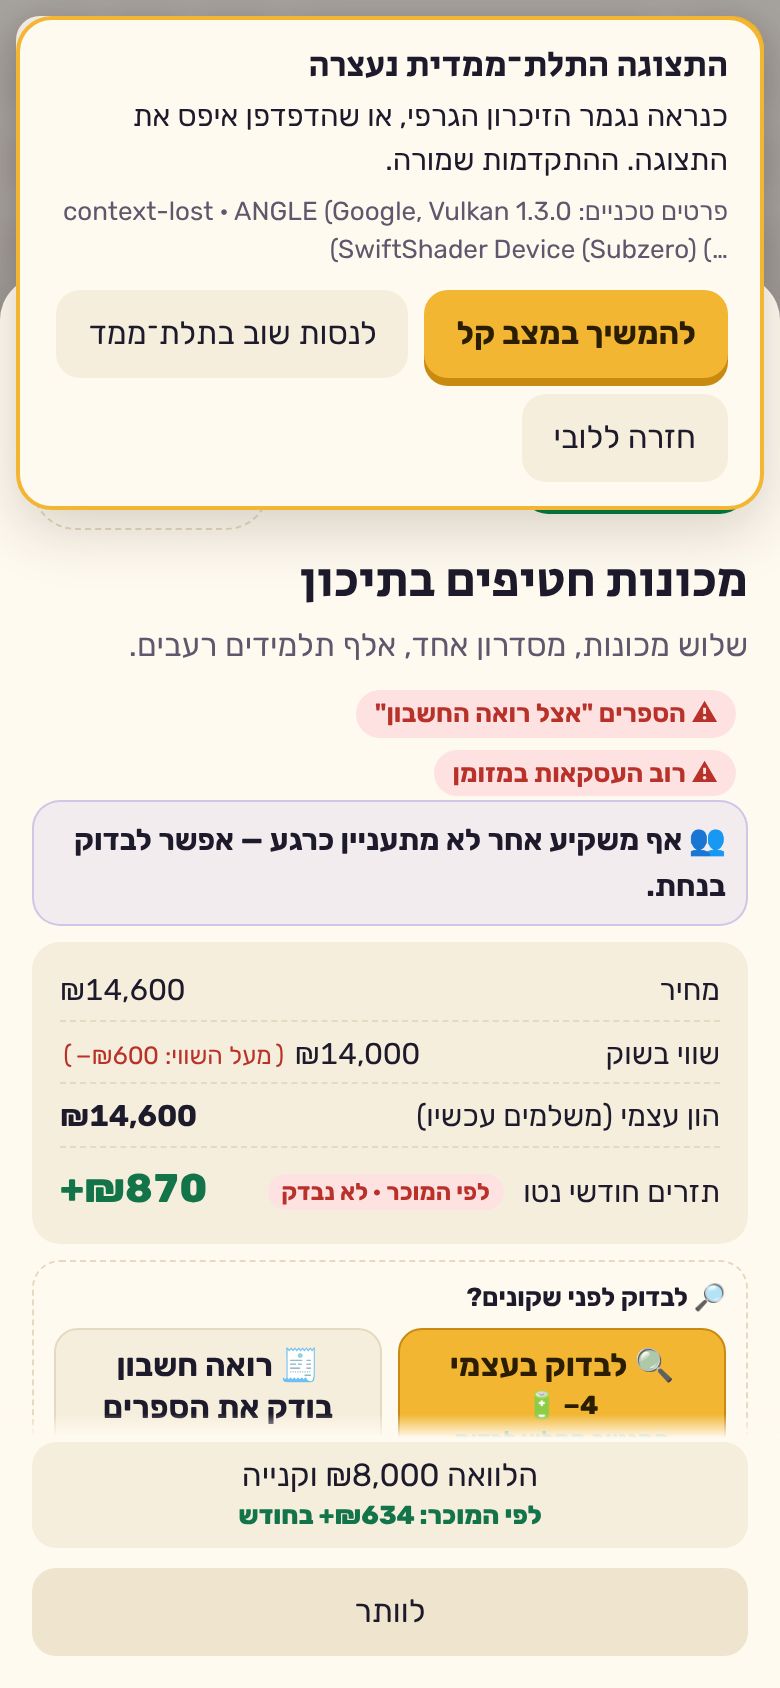 התצוגה התלת־ממדית נעצרה
כנראה נגמר הזיכרון הגרפי, או שהדפדפן איפס את
התצוגה. ההתקדמות שמורה.
פרטים טכניים: context-lost • ANGLE (Google, Vulkan 1.3.0
(SwiftShader Device (Subzero) (…
להמשיך במצב קל
לנסות שוב בתלת־ממד
חזרה ללובי
מכונות חטיפים בתיכון
שלוש מכונות, מסדרון אחד, אלף תלמידים רעבים.
⚠ הספרים "אצל רואה החשבון"
⚠ רוב העסקאות במזומן
👥 אף משקיע אחר לא מתעניין כרגע — אפשר לבדוק
בנחת.
מחיר ₪14,600
שווי בשוק ₪14,000 (מעל השווי: ₪600−)
הון עצמי (משלמים עכשיו) ₪14,600
תזרים חודשי נטו לפי המוכר • לא נבדק +₪870
🔎 לבדוק לפני שקונים?
🔍 לבדוק בעצמי
−4 🔋
🧾 רואה חשבון
בודק את הספרים
הלוואה ₪8,000 וקנייה
לפי המוכר: ₪634+ בחודש
לוותר